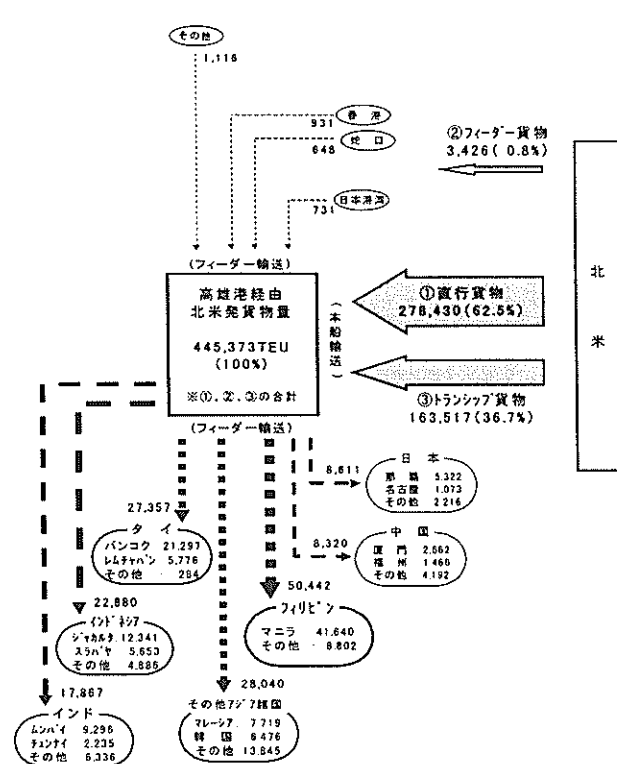 その他
1,116
香港
931
蛇口
648
日本港湾
731
②フィーダー貨物
3,426( 0.8%)
北米
(フィーダー輸送)
高雄港経由
北米発貨物量
445,373TEU
(100%)
※①、②、③の合計
(本船輸送)
①直行貨物
278,430(62.5%)
③トランシップ貨物
163,517(36.7%)
(フィーダー輸送)
8,611
日本
那覇 5,322
名古屋 1,073
その他 2,216
27,357
タイ
バンコク 21,297
レムチャバン 5,776
その他 284
8,320
中国
厦門 2,662
福州 1,466
その他 4,192
50,442
フィリピン
マニラ 41,640
その他 8,802
22,880
インドネシア
ジャカルタ 12,341
スラバヤ 5,653
その他 4,886
28,040
その他アジア諸国
マレーシア 7,719
韓国 6,476
その他 13,845
17,867
インド
ムンバイ 9,296
チェンナイ 2,235
その他 6,336